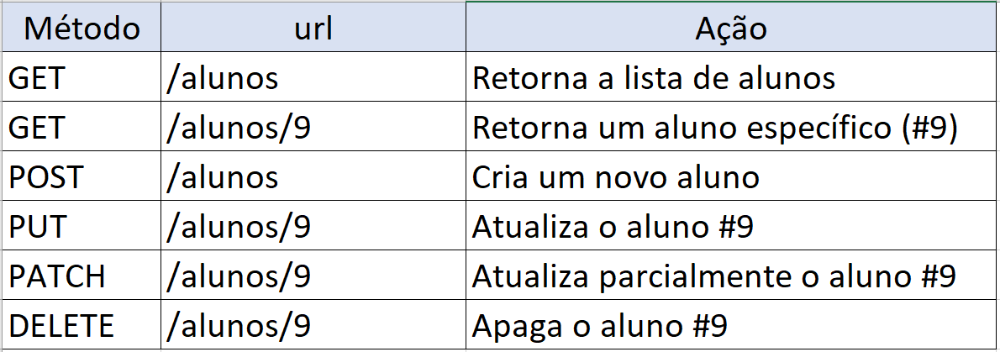 Método url Ação
GET /alunos Retorna a lista de alunos
GET /alunos/9 Retorna um aluno específico (#9)
POST /alunos Cria um novo aluno
PUT /alunos/9 Atualiza o aluno #9
PATCH /alunos/9 Atualiza parcialmente o aluno #9
DELETE /alunos/9 Apaga o aluno #9